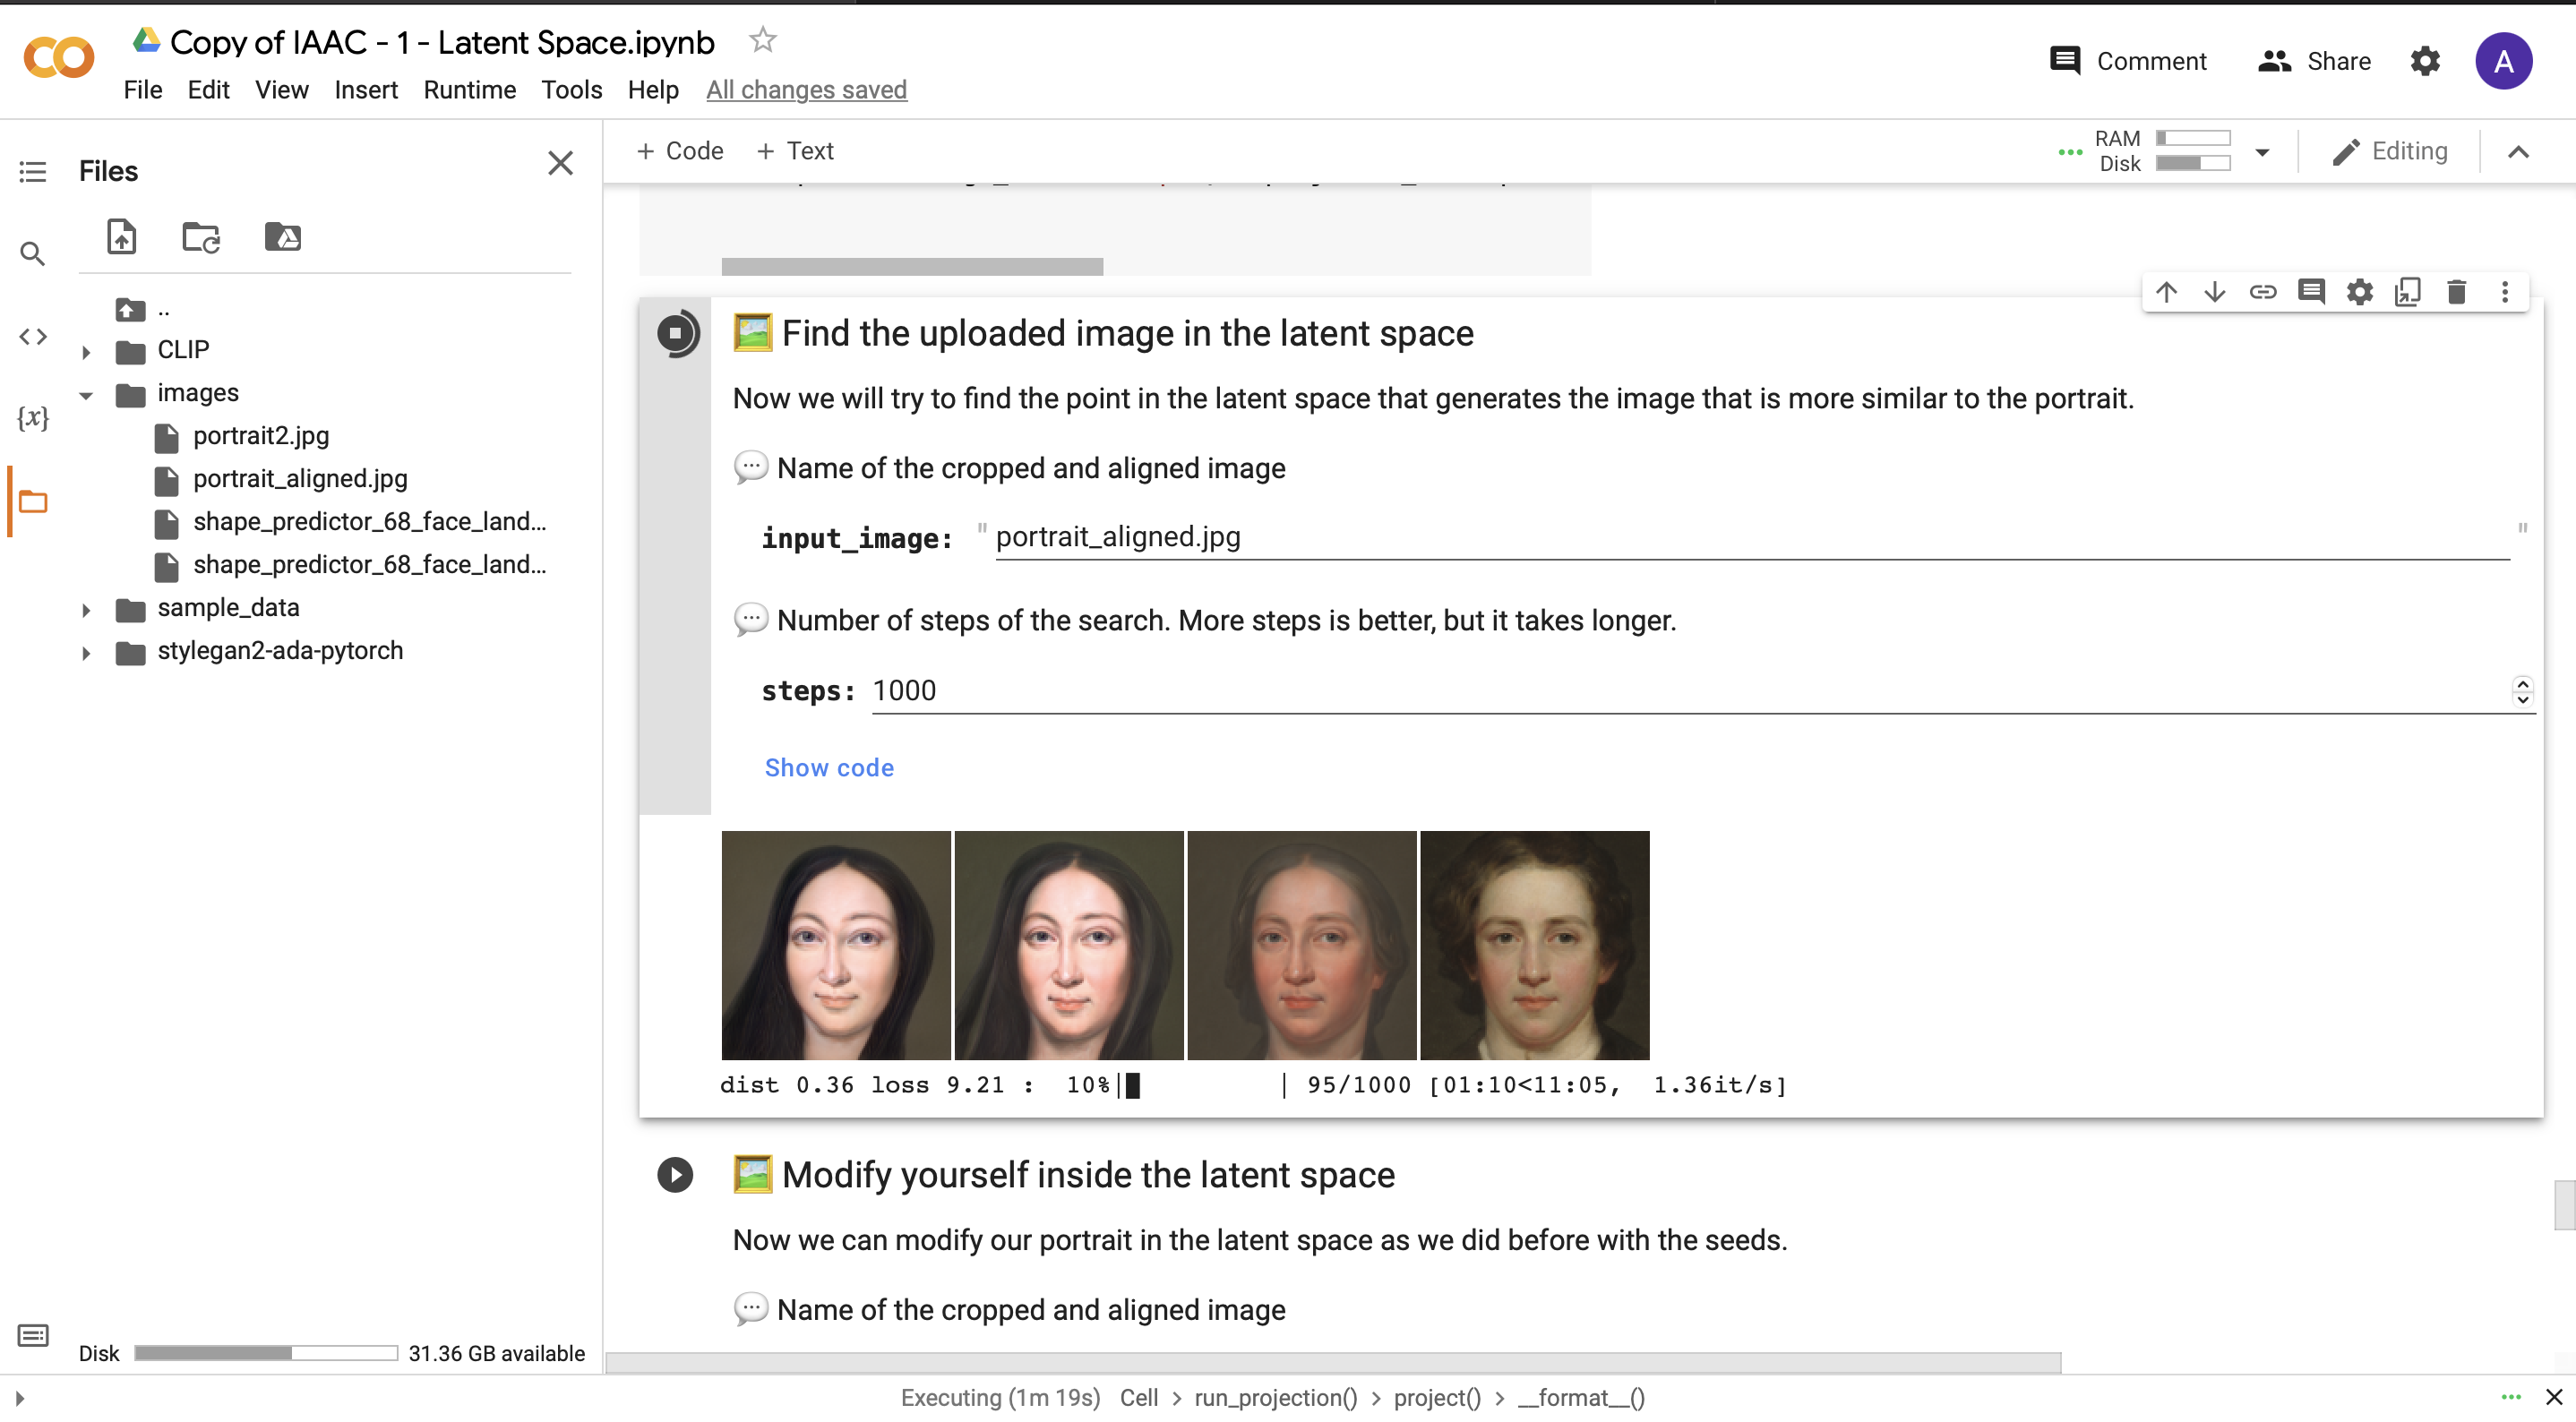 Copy of IAAC - 1 - Latent Space.ipynb
File Edit View Insert Runtime Tools Help All changes saved
Comment Share A
Files
+ Code + Text
RAM
Disk
Editing
..
CLIP
images
portrait2.jpg
portrait_aligned.jpg
shape_predictor_68_face_land...
shape_predictor_68_face_land...
sample_data
stylegan2-ada-pytorch
{x}
Disk 31.36 GB available
Find the uploaded image in the latent space
Now we will try to find the point in the latent space that generates the image that is more similar to the portrait.
Name of the cropped and aligned image
input_image: " portrait_aligned.jpg "
Number of steps of the search. More steps is better, but it takes longer.
steps: 1000
Show code
dist 0.36 loss 9.21 : 10%|█ | 95/1000 [01:10<11:05, 1.36it/s]
Modify yourself inside the latent space
Now we can modify our portrait in the latent space as we did before with the seeds.
Name of the cropped and aligned image
Executing (1m 19s) Cell > run_projection() > project() > __format__()